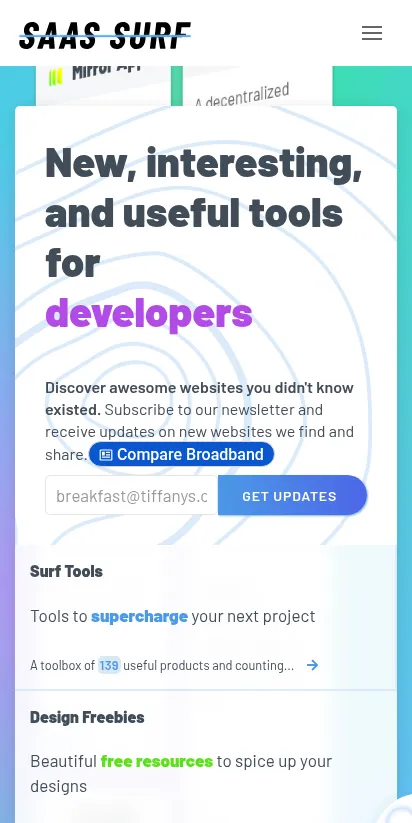 SAAS SURF
Mirror API
A decentralized
New, interesting,
and useful tools
for
developers
Discover awesome websites you didn't know
existed. Subscribe to our newsletter and
receive updates on new websites we find and
share. Compare Broadband
breakfast@tiffanys.c
GET UPDATES
Surf Tools
Tools to supercharge your next project
A toolbox of 139 useful products and counting...
Design Freebies
Beautiful free resources to spice up your
designs